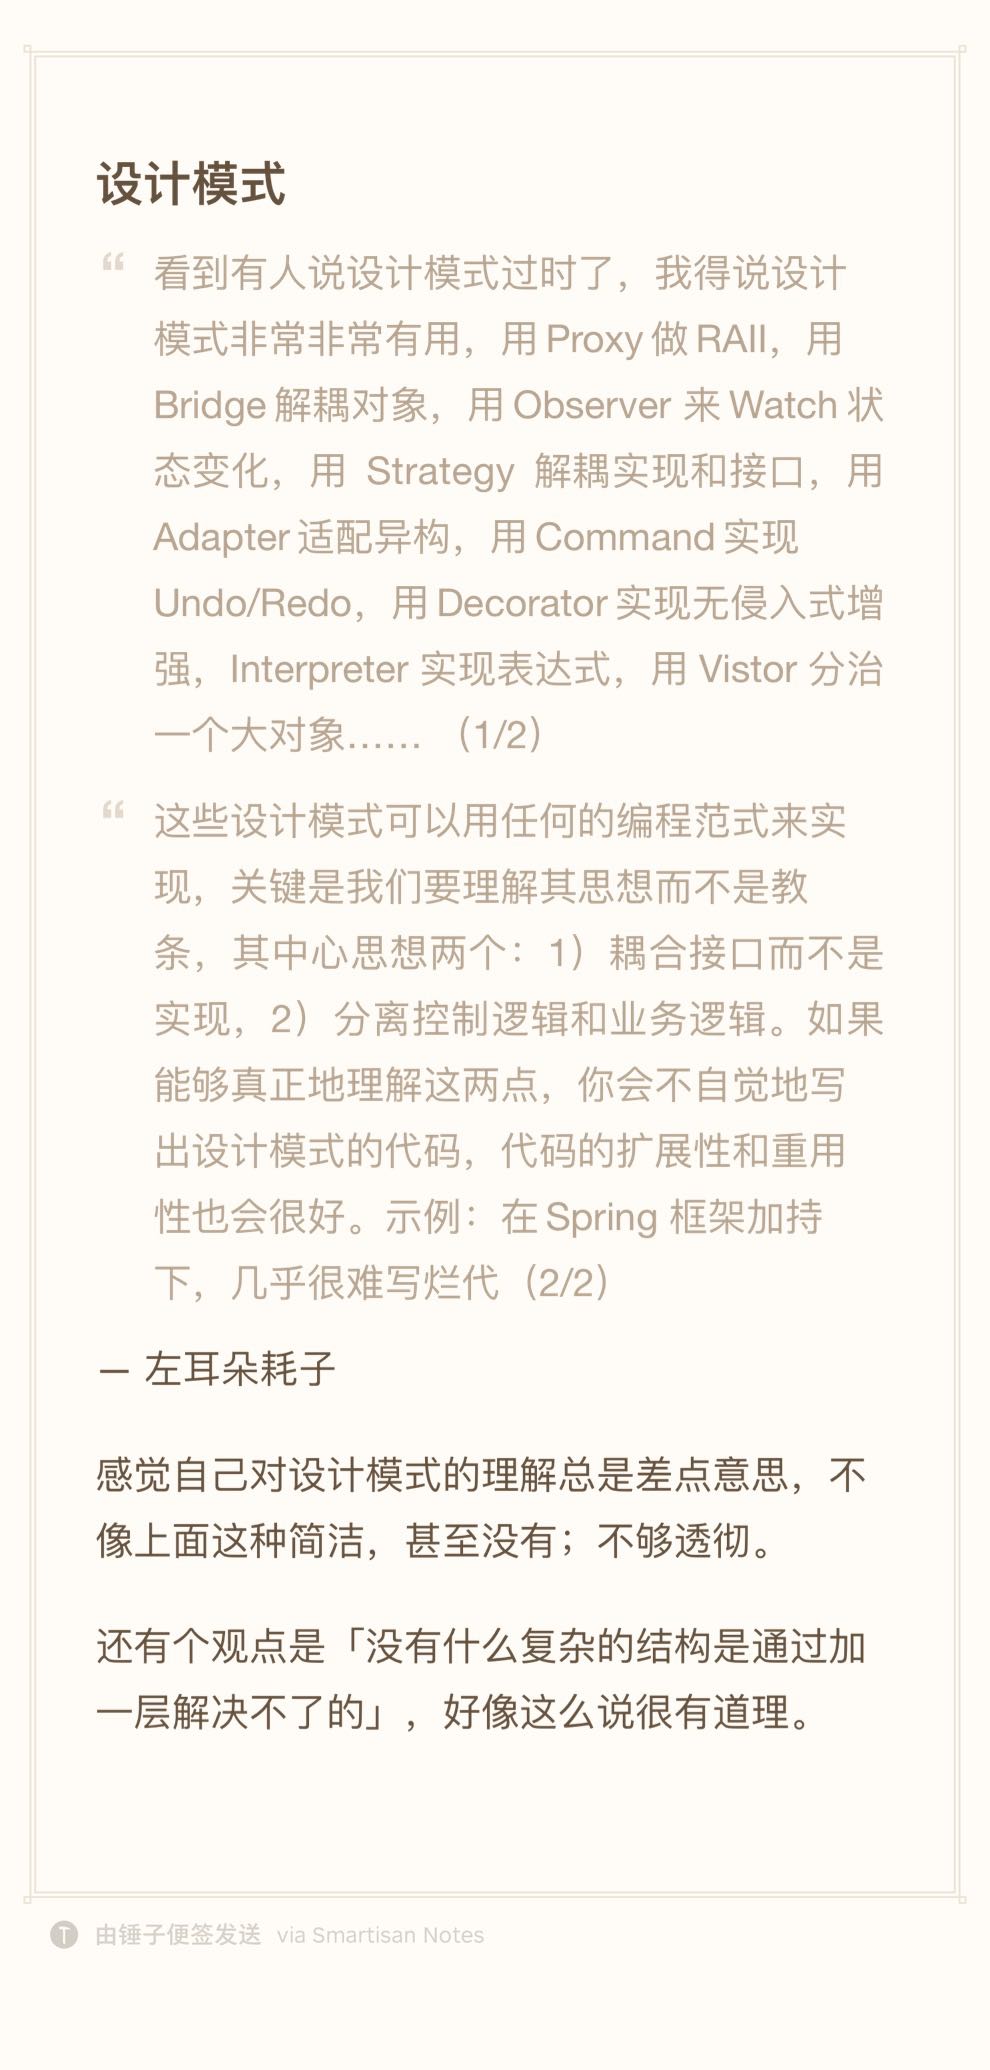 设计模式
“ 看到有人说设计模式过时了，我得说设计
模式非常非常有用，用 Proxy 做 RAII，用
Bridge 解耦对象，用 Observer 来 Watch 状
态变化，用 Strategy 解耦实现和接口，用
Adapter 适配异构，用 Command 实现
Undo/Redo，用 Decorator 实现无侵入式增
强，Interpreter 实现表达式，用 Vistor 分治
一个大对象…… （1/2）
“ 这些设计模式可以用任何的编程范式来实
现，关键是我们要理解其思想而不是教
条，其中心思想两个：1）耦合接口而不是
实现，2）分离控制逻辑和业务逻辑。如果
能够真正地理解这两点，你会不自觉地写
出设计模式的代码，代码的扩展性和重用
性也会很好。示例：在 Spring 框架加持
下，几乎很难写烂代（2/2）
— 左耳朵耗子
感觉自己对设计模式的理解总是差点意思，不
像上面这种简洁，甚至没有；不够透彻。
还有个观点是「没有什么复杂的结构是通过加
一层解决不了的」，好像这么说很有道理。
由锤子便签发送 via Smartisan Notes